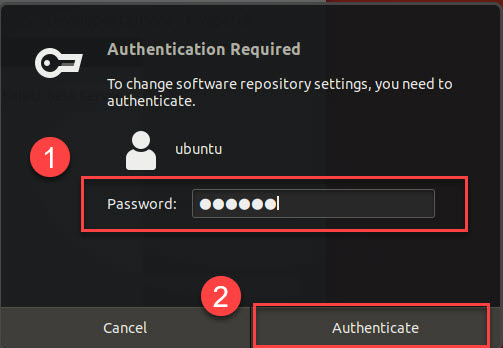 Authentication Required
To change software repository settings, you need to
authenticate.
1
ubuntu
Password: ●●●●●●
2
Cancel
Authenticate